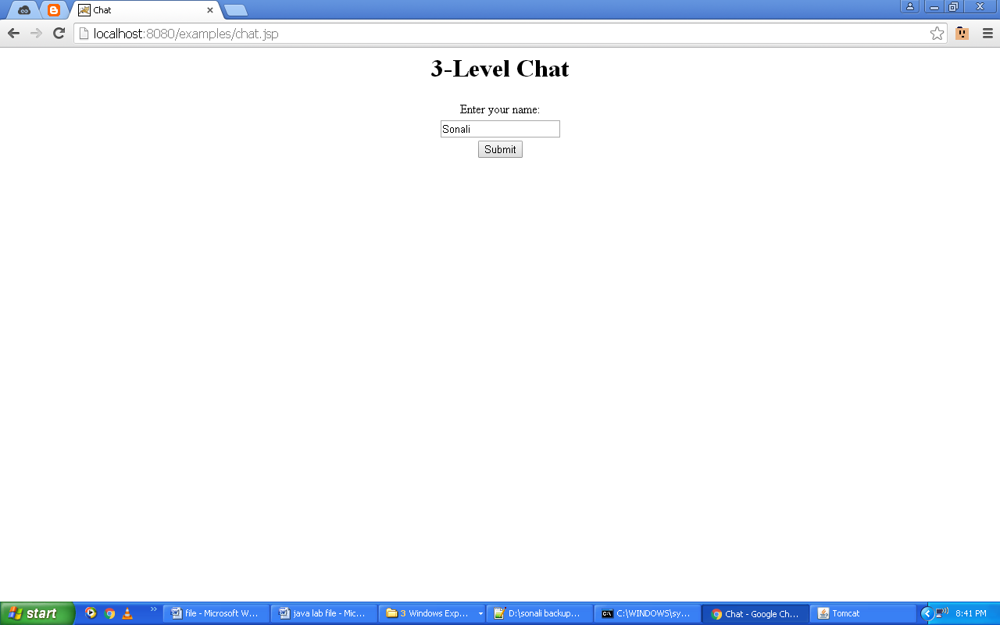 Chat
localhost:8080/examples/chat.jsp
3-Level Chat
Enter your name:
Sonali
Submit
start
file - Microsoft W...
java lab file - Mic...
3 Windows Exp...
D:\sonali backup...
C:\WINDOWS\sy...
Chat - Google Ch...
Tomcat
8:41 PM